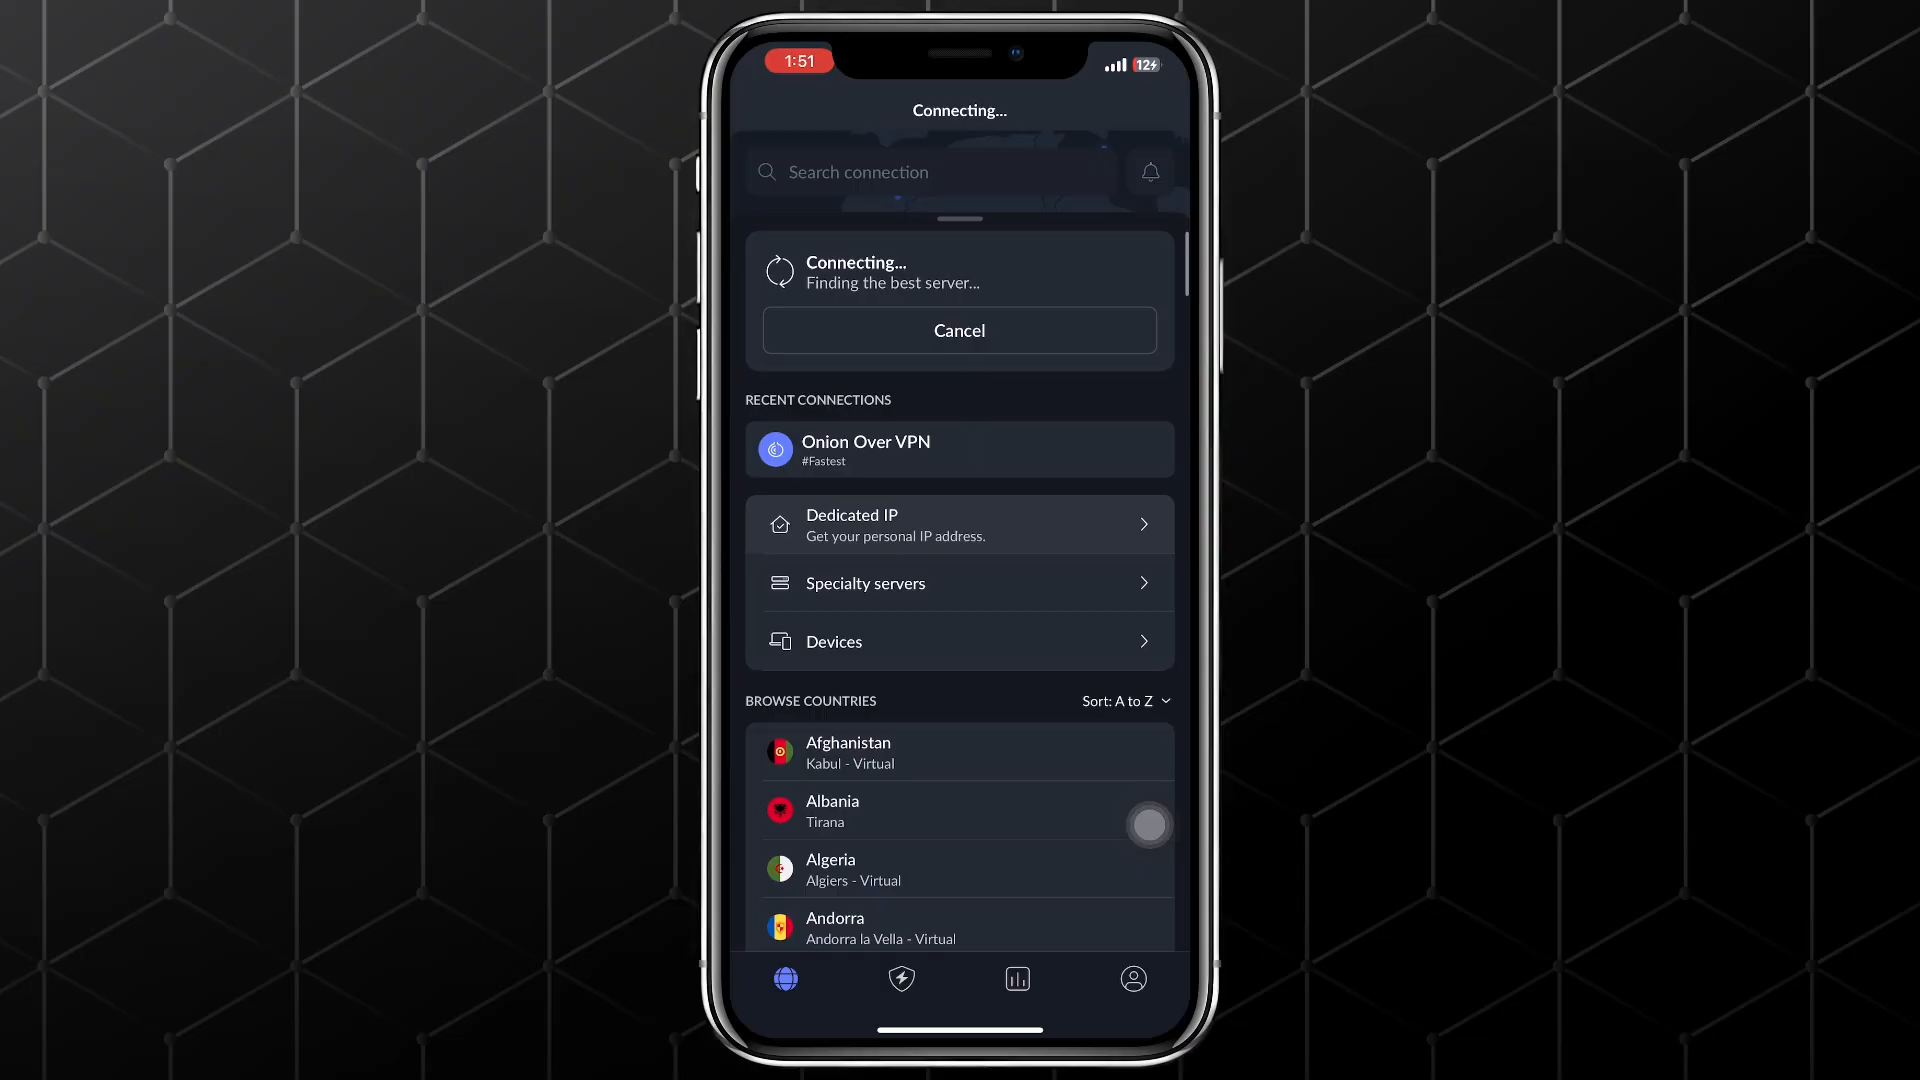 1:51
12
Connecting...
Search connection
Connecting...
Finding the best server...
Cancel
RECENT CONNECTIONS
Onion Over VPN
#Fastest
Dedicated IP
Get your personal IP address.
Specialty servers
Devices
BROWSE COUNTRIES
Sort: A to Z
Afghanistan
Kabul - Virtual
Albania
Tirana
Algeria
Algiers - Virtual
Andorra
Andorra la Vella - Virtual